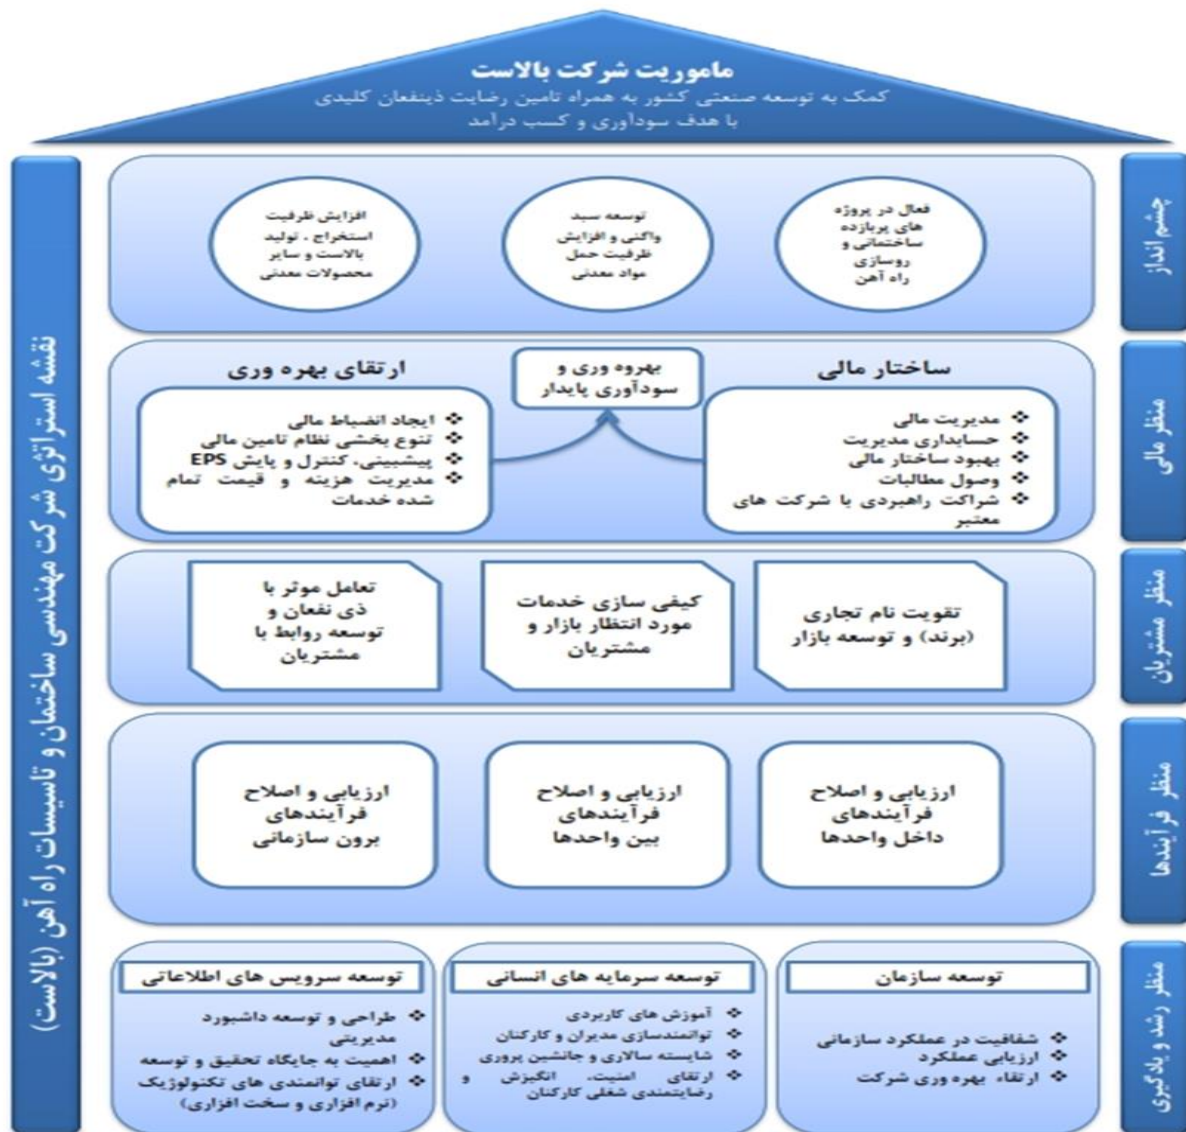 ماموریت شرکت بالاست
کمک به توسعه صنعتی کشور به همراه تامین رضایت ذینفعان کلیدی
با هدف سودآوری و کسب درآمد
چشم انداز
فعال در پروژه
های پربازده
ساختمانی و
روسازی
راه آهن
توسعه سبد
واگنی و افزایش
ظرفیت حمل
مواد معدنی
افزایش ظرفیت
استخراج ، تولید
بالاست و سایر
محصولات معدنی
منظر مالی
ساختار مالی
❖ مدیریت مالی
❖ حسابداری مدیریت
❖ بهبود ساختار مالی
❖ وصول مطالبات
❖ شراکت راهبردی با شرکت های
معتبر
بهروه وری و
سودآوری پایدار
ارتقای بهره وری
❖ ایجاد انضباط مالی
❖ تنوع بخشی نظام تامین مالی
❖ پیشبینی، کنترل و پایش EPS
❖ مدیریت هزینه و قیمت تمام
شده خدمات
منظر مشتریان
تقویت نام تجاری
(برند) و توسعه بازار
کیفی سازی خدمات
مورد انتظار بازار و
مشتریان
تعامل موثر با
ذی نفعان و
توسعه روابط با
مشتریان
منظر فرآیندها
ارزیابی و اصلاح
فرآیندهای
داخل واحدها
ارزیابی و اصلاح
فرآیندهای
بین واحدها
ارزیابی و اصلاح
فرآیندهای
برون سازمانی
منظر رشد و یادگیری
توسعه سازمان
❖ شفافیت در عملکرد سازمانی
❖ ارزیابی عملکرد
❖ ارتقاء بهره وری شرکت
توسعه سرمایه های انسانی
❖ آموزش های کاربردی
❖ توانمندسازی مدیران و کارکنان
❖ شایسته سالاری و جانشین پروری
❖ ارتقای امنیت، انگیزش و
رضایتمندی شغلی کارکنان
توسعه سرویس های اطلاعاتی
❖ طراحی و توسعه داشبورد
مدیریتی
❖ اهمیت به جایگاه تحقیق و توسعه
❖ ارتقای توانمندی های تکنولوژیک
(نرم افزاری و سخت افزاری)
نقشه استراتژی شرکت مهندسی ساختمان و تاسیسات راه آهن (بالاست)